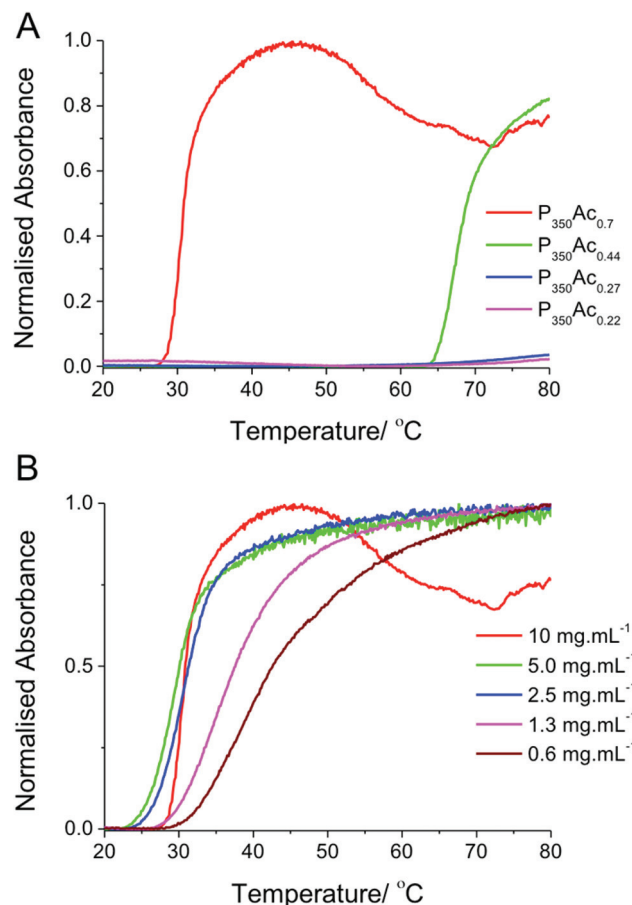 A
Normalised Absorbance
1.0
0.8
0.6
0.4
0.2
0.0
P₃₅₀Ac₀.₇
P₃₅₀Ac₀.₄₄
P₃₅₀Ac₀.₂₇
P₃₅₀Ac₀.₂₂
20 30 40 50 60 70 80
Temperature/ °C
B
Normalised Absorbance
1.0
0.5
0.0
10 mg.mL⁻¹
5.0 mg.mL⁻¹
2.5 mg.mL⁻¹
1.3 mg.mL⁻¹
0.6 mg.mL⁻¹
20 30 40 50 60 70 80
Temperature/ °C